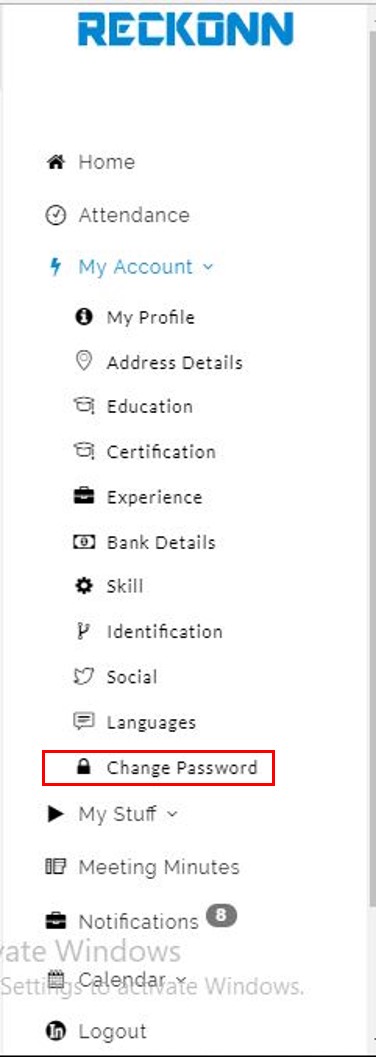 RECKONN
Home
Attendance
My Account
My Profile
Address Details
Education
Certification
Experience
Bank Details
Skill
Identification
Social
Languages
Change Password
My Stuff
Meeting Minutes
Notifications 8
vate Windows
Calendar
Settings to activate Windows.
Logout